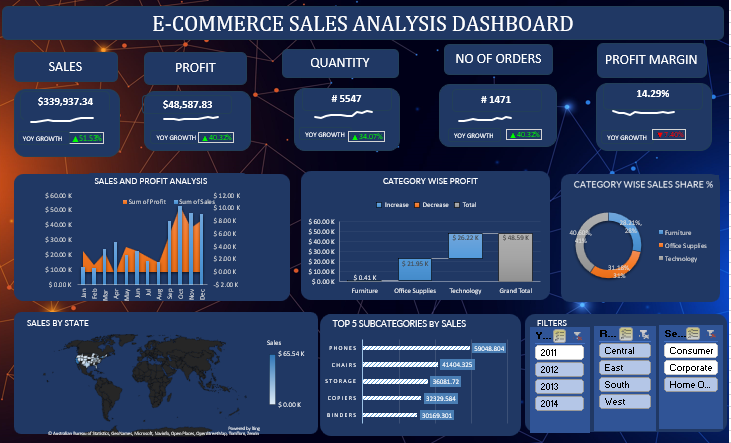 E-COMMERCE SALES ANALYSIS DASHBOARD
SALES
PROFIT
QUANTITY
NO OF ORDERS
PROFIT MARGIN
$339,937.34
YOY GROWTH ▲51.53%
$48,587.83
YOY GROWTH ▲40.32%
# 5547
YOY GROWTH ▲34.07%
# 1471
YOY GROWTH ▲40.32%
14.29%
YOY GROWTH
SALES AND PROFIT ANALYSIS
Sum of Profit Sum of Sales
$ 60.00 K
$ 50.00 K
$ 40.00 K
$ 30.00 K
$ 20.00 K
$ 10.00 K
$ 0.00 K
$ 12.00 K
$ 10.00 K
$ 8.00 K
$ 6.00 K
$ 4.00 K
$ 2.00 K
$ 0.00 K
-$ 2.00 K
Jan Feb Mar Apr May Jun Jul Aug Sep Oct Nov Dec
CATEGORY WISE PROFIT
Increase Decrease Total
$ 60.00 K
$ 50.00 K
$ 40.00 K
$ 30.00 K
$ 20.00 K
$ 10.00 K
$ 0.00 K
$ 0.41 K
$ 21.95 K
$ 26.22 K
$ 48.59 K
Furniture Office Supplies Technology Grand Total
CATEGORY WISE SALES SHARE %
28%
31%
41%
Furniture
Office Supplies
Technology
SALES BY STATE
Sales
$ 65.54 K
$ 0.00 K
Powered by Bing
© Australian Bureau of Statistics, GeoNames, Microsoft, Navinfo, Open Places, OpenStreetMap, TomTom, Zenrin
TOP 5 SUBCATEGORIES BY SALES
PHONES 59048.804
CHAIRS 41404.325
STORAGE 36081.72
COPIERS 32329.584
BINDERS 30169.301
FILTERS
Y...
2011
2012
2013
2014
R...
Central
East
South
West
Se...
Consumer
Corporate
Home O...